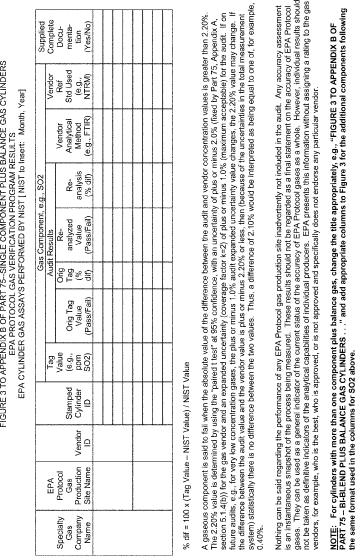 FIGURE 3 TO APPENDIX B OF PART 75—SINGLE COMPONENT PLUS BALANCE GAS CYLINDERS
EPA PROTOCOL GAS VERIFICATION PROGRAM RESULTS
EPA CYLINDER GAS ASSAYS PERFORMED BY NIST [ NIST to Insert: Month, Year]
Gas Component, e.g., SO2
Audit Results
Specialty Gas Company Name
EPA Protocol Gas Production Site Name
Vendor ID
Stamped Cylinder ID
Tag Value (e.g., ppm SO2)
Orig Tag Value (Pass/Fail)
Orig Tag (% dif)
Re-analyzed Value (Pass/Fail)
Re-analysis (% dif)
Vendor Analytical Method (e.g., FTIR)
Vendor Ref Std Used (e.g., NTRM)
Supplied Complete Docu-menta-tion (Yes/No)
% dif = 100 x (Tag Value – NIST Value) / NIST Value
A gaseous component is said to fail when the absolute value of the difference between the audit and vendor concentration values is greater than 2.20%.
The 2.20% value is determined by using the "paired t test" at 95% confidence, with an uncertainty of plus or minus 2.0% (fixed by Part 75, Appendix A,
section 5.1.4(b)) for the gas vendor and an expanded uncertainty (coverage factor k=2) of plus or minus 1.0% (maximum acceptable) for the audit. If on
future audits, e.g., for very low concentration gases, the plus or minus 1.0% audit expanded uncertainty value changes, the 2.20% value may change. If
the difference between the audit value and the vendor value is plus or minus 2.20% or less, then (because of the uncertainties in the total measurement
system) statistically there is no difference between the two values. Thus, a difference of 2.10% would be interpreted as being equal to one of, for example,
0.40%.
Nothing can be said regarding the performance of any EPA Protocol gas production site inadvertently not included in the audit. Any accuracy assessment
is an instantaneous snapshot of the process being measured. These results should not be regarded as a final statement on the accuracy of EPA Protocol
gases. They can be used as a general indicator of the current status of the accuracy of EPA Protocol gases as a whole. However, individual results should
not be taken as definitive indicators of the analytical capabilities of individual producers. EPA presents this information without assigning a rating to the gas
vendors, for example, who is the best, who is approved, or is not approved and specifically does not endorse any particular vendor.
NOTE: For cylinders with more than one component plus balance gas, change the title appropriately, e.g., "FIGURE 3 TO APPENDIX B OF
PART 75 – BI-BLEND PLUS BALANCE GAS CYLINDERS . . ." and add appropriate columns to Figure 3 for the additional components following
the same format used in the columns for SO2 above.